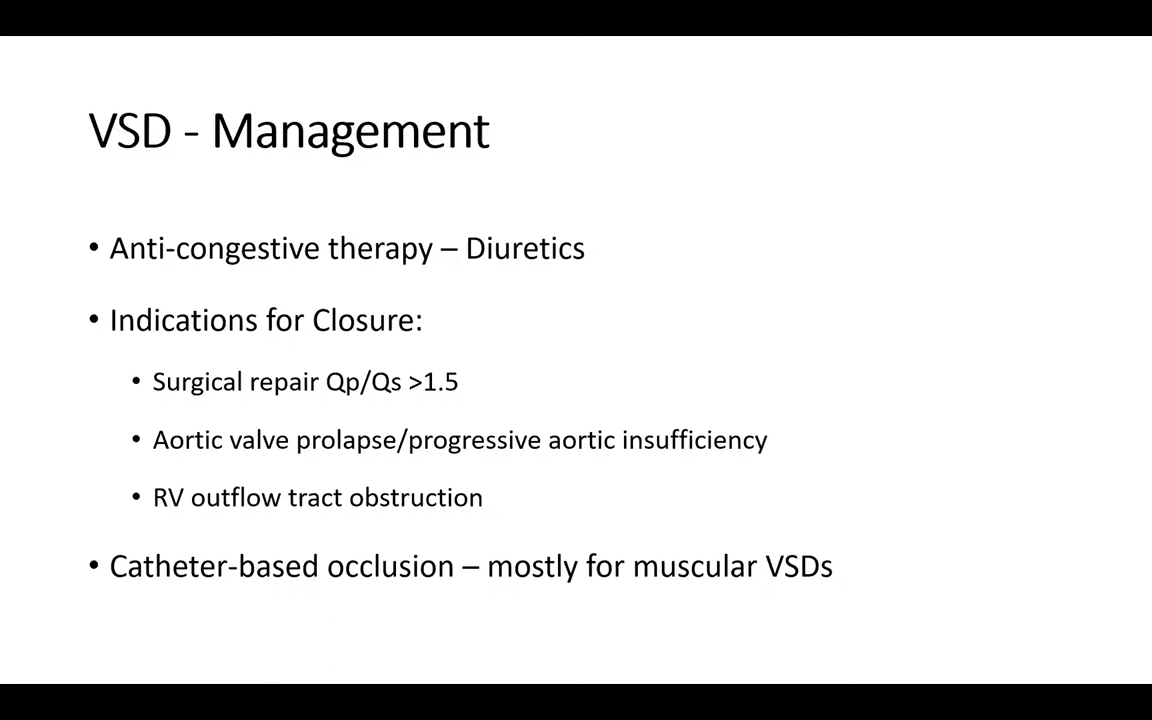 VSD - Management
• Anti-congestive therapy – Diuretics
• Indications for Closure:
• Surgical repair Qp/Qs >1.5
• Aortic valve prolapse/progressive aortic insufficiency
• RV outflow tract obstruction
• Catheter-based occlusion – mostly for muscular VSDs